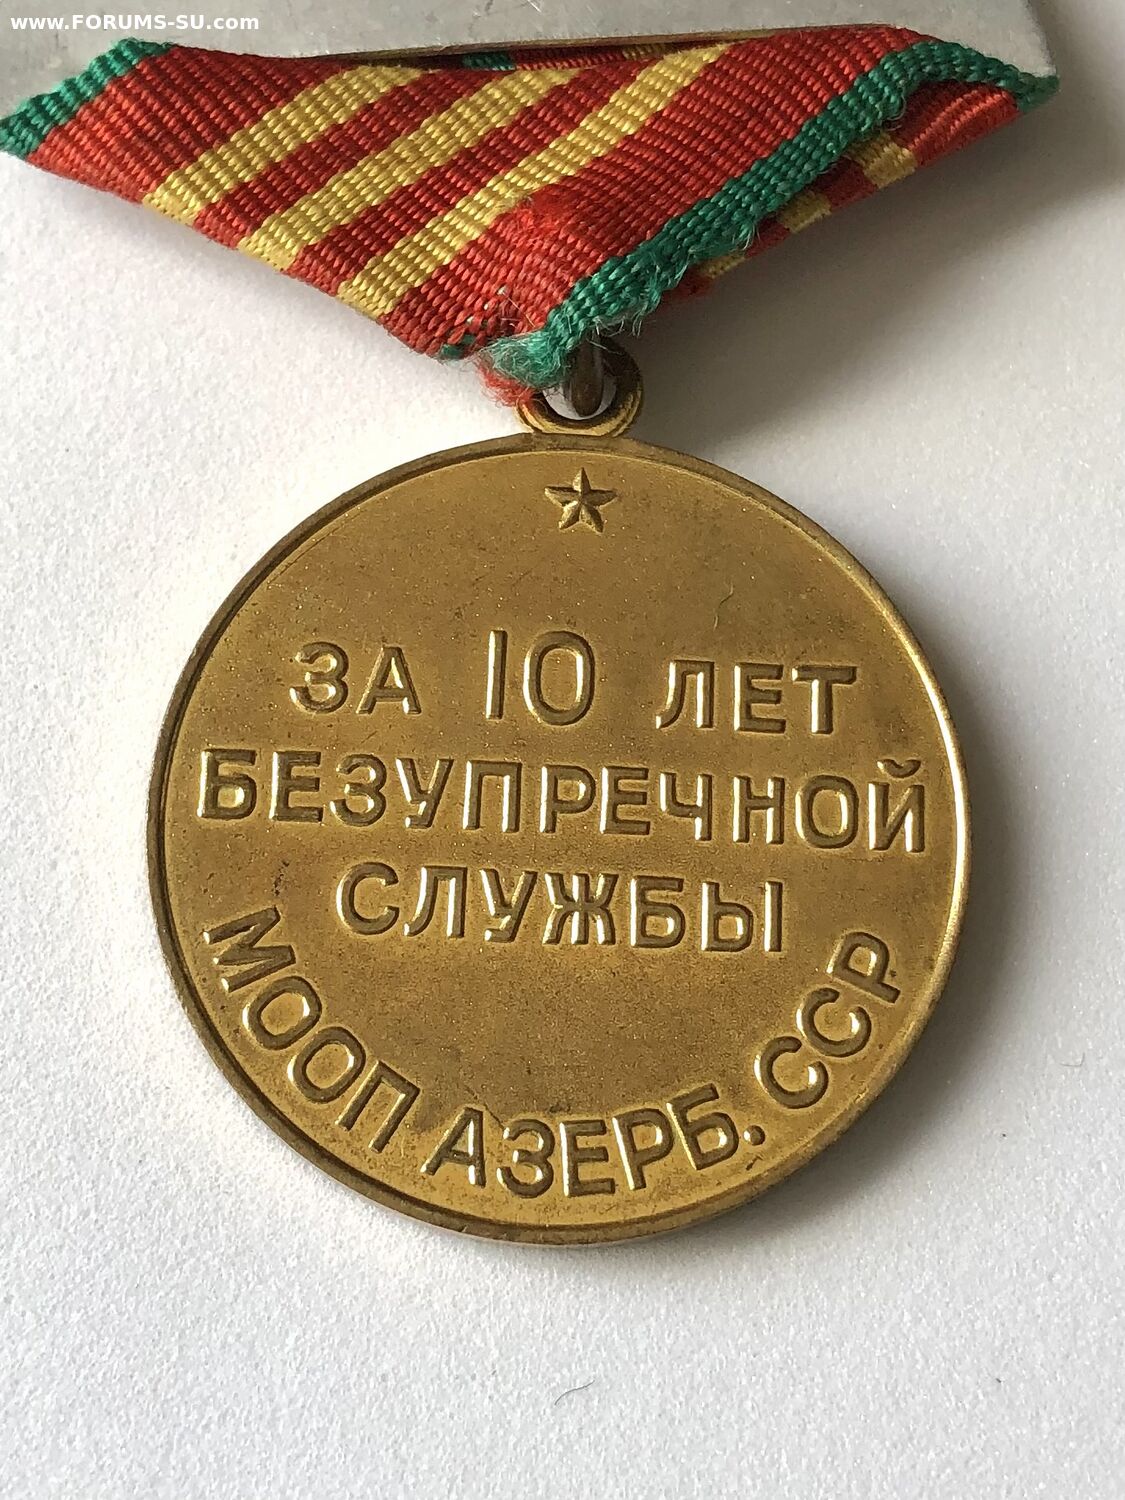 www.FORUMS-SU.com
ЗА 10 ЛЕТ
БЕЗУПРЕЧНОЙ
СЛУЖБЫ
МООП АЗЕРБ. ССР